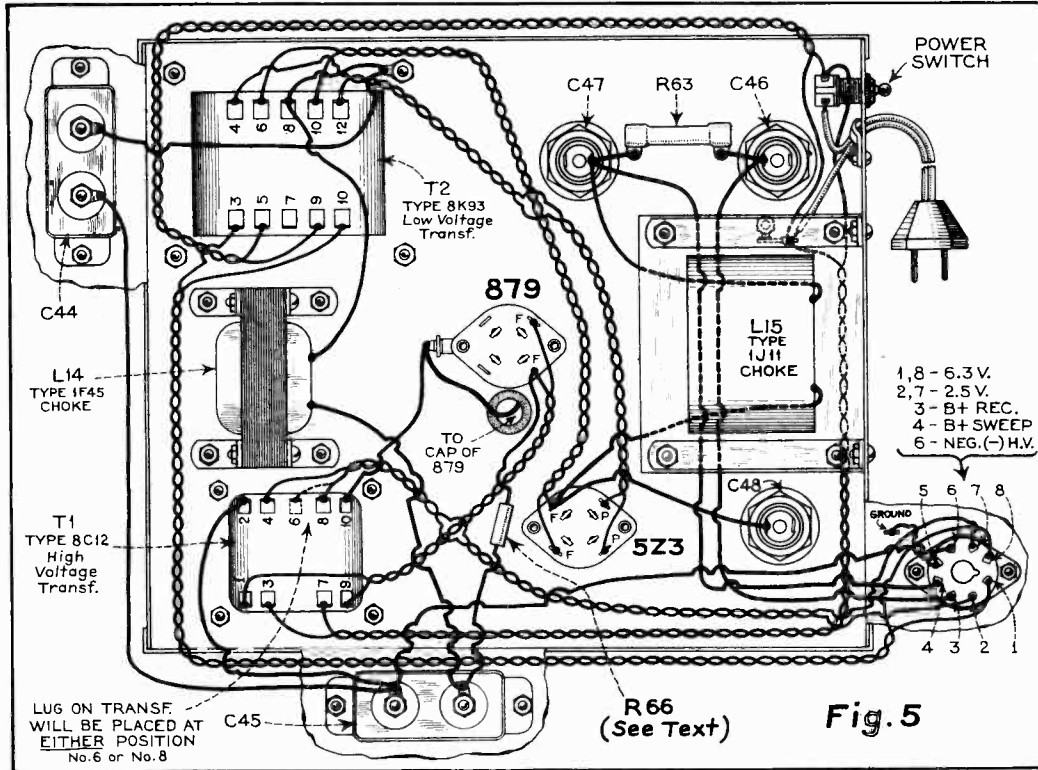 POWER
SWITCH
C47
R63
C46
4 6 8 10 12
T2
TYPE 8K93
Low Voltage
Transf.
3 5 7 9 10
C44
879
F
F
L14
TYPE 1F45
CHOKE
L15
TYPE
1J11
CHOKE
1,8 - 6.3 V.
2,7 - 2.5 V.
3 - B+ REC.
4 - B+ SWEEP
6 - NEG.(-) H.V.
TO
CAP OF
879
T1
TYPE 8C12
High
Voltage
Transf.
2 4 6 8 10
3 7 9
C48
F P
F P
5Z3
GROUND
5 6 7 8
4 3 2 1
LUG ON TRANSF.
WILL BE PLACED AT
EITHER POSITION
No.6 or No.8
C45
R66
(See Text)
Fig. 5